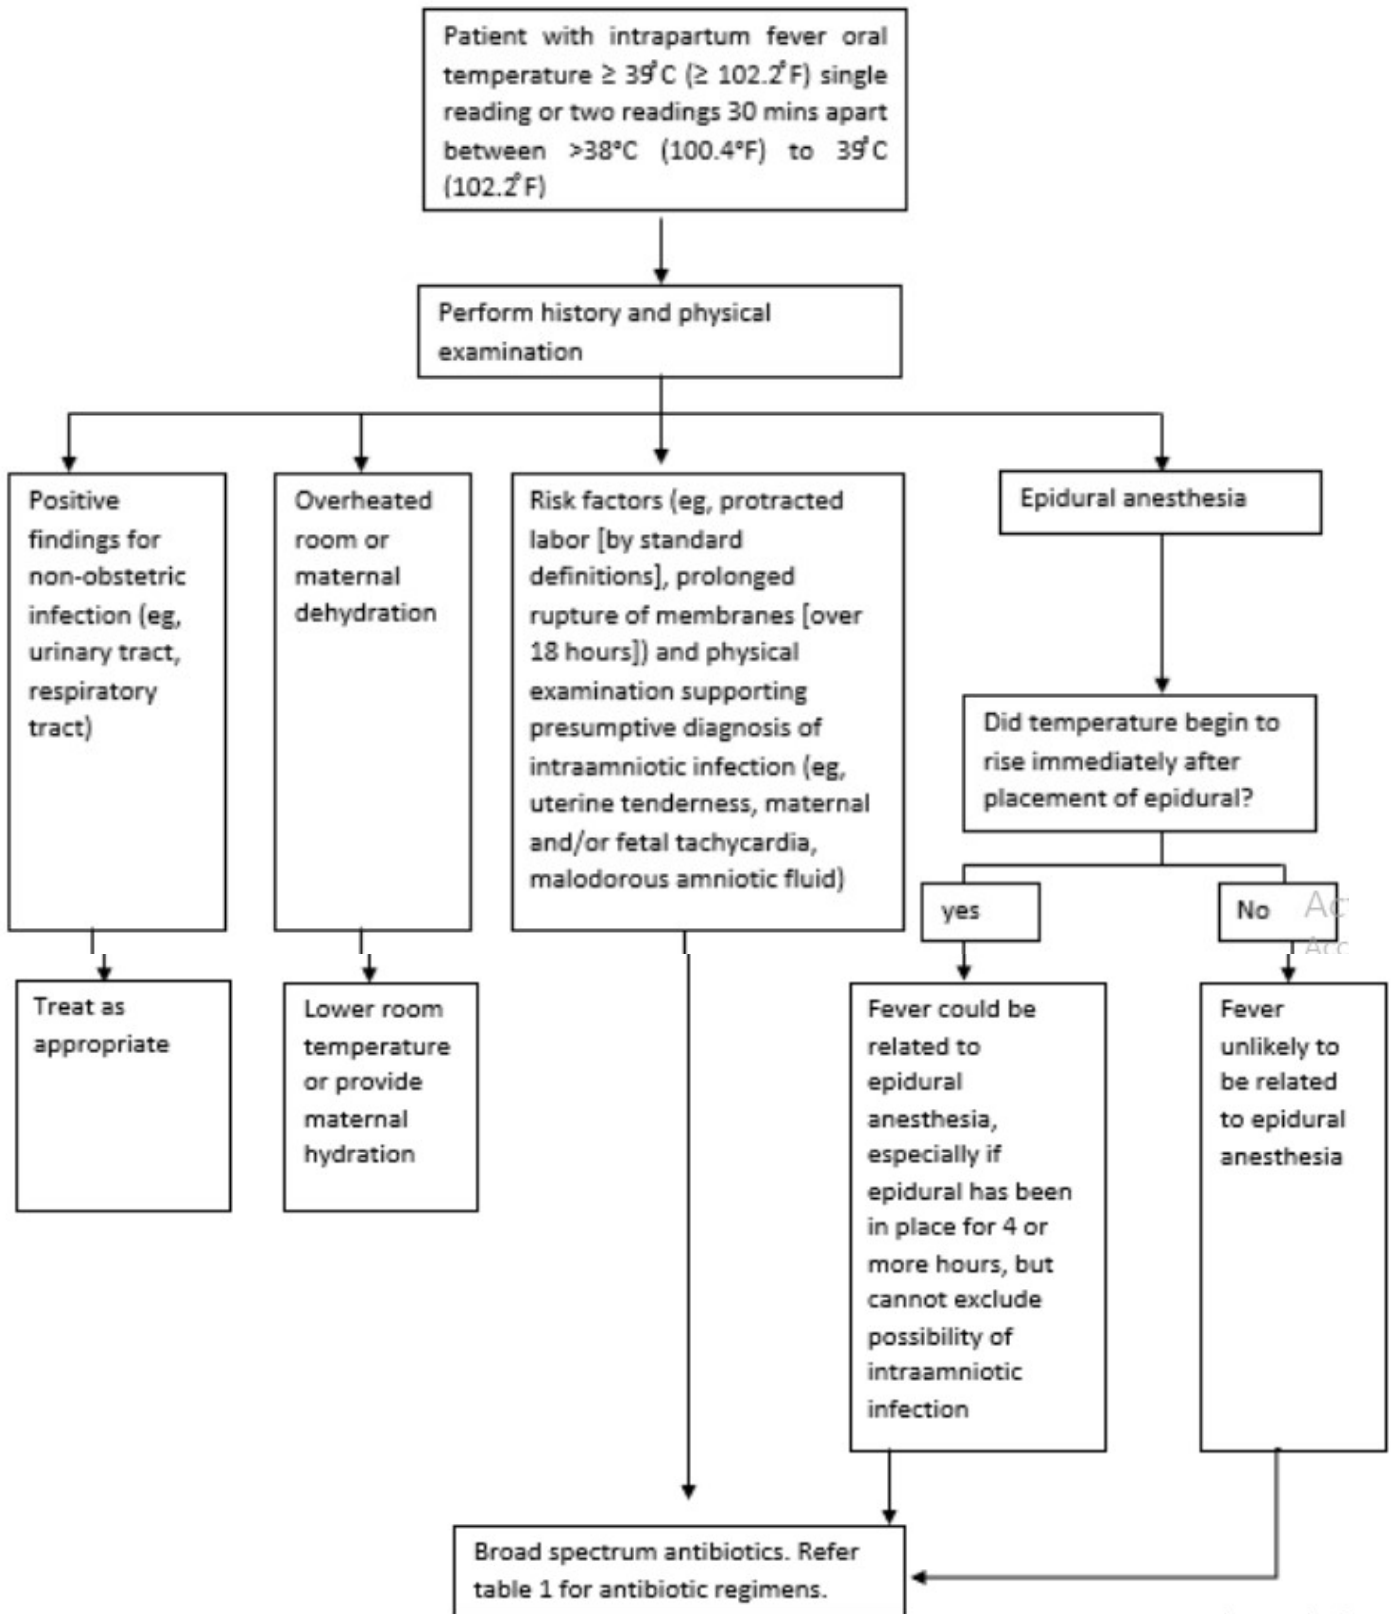 Patient with intrapartum fever oral
temperature ≥ 39°C (≥ 102.2°F) single
reading or two readings 30 mins apart
between >38°C (100.4°F) to 39°C
(102.2°F)
Perform history and physical
examination
Positive
findings for
non-obstetric
infection (eg,
urinary tract,
respiratory
tract)
Overheated
room or
maternal
dehydration
Risk factors (eg, protracted
labor [by standard
definitions], prolonged
rupture of membranes [over
18 hours]) and physical
examination supporting
presumptive diagnosis of
intraamniotic infection (eg,
uterine tenderness, maternal
and/or fetal tachycardia,
malodorous amniotic fluid)
Epidural anesthesia
Did temperature begin to
rise immediately after
placement of epidural?
yes
No
Treat as
appropriate
Lower room
temperature
or provide
maternal
hydration
Fever could be
related to
epidural
anesthesia,
especially if
epidural has been
in place for 4 or
more hours, but
cannot exclude
possibility of
intraamniotic
infection
Fever
unlikely to
be related
to epidural
anesthesia
Broad spectrum antibiotics. Refer
table 1 for antibiotic regimens.